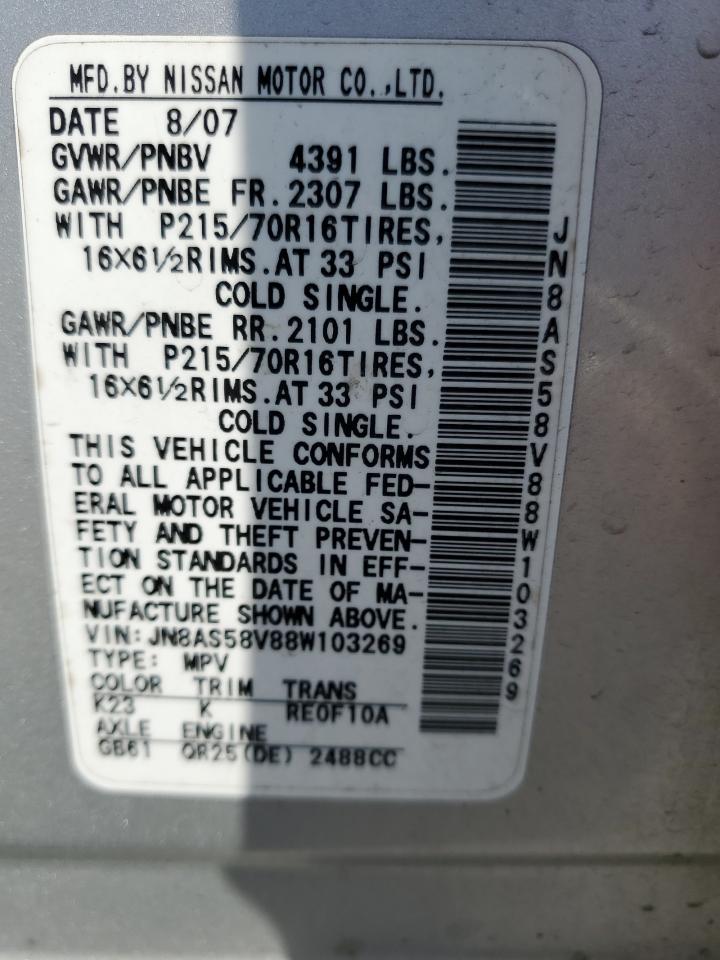 MFD.BY NISSAN MOTOR CO.,LTD.
DATE 8/07
GVWR/PNBV 4391 LBS.
GAWR/PNBE FR.2307 LBS.
WITH P215/70R16TIRES,
16×6½RIMS.AT 33 PSI
COLD SINGLE.
GAWR/PNBE RR.2101 LBS.
WITH P215/70R16TIRES,
16×6½RIMS.AT 33 PSI
COLD SINGLE.
THIS VEHICLE CONFORMS
TO ALL APPLICABLE FED-
ERAL MOTOR VEHICLE SA-
FETY AND THEFT PREVEN-
TION STANDARDS IN EFF-
ECT ON THE DATE OF MA-
NUFACTURE SHOWN ABOVE.
VIN:JN8AS58V88W103269
TYPE: MPV
COLOR TRIM TRANS
K23 K RE0F10A
AXLE ENGINE
GB61 QR25(DE) 2488CC
JN8AS58V88W103269